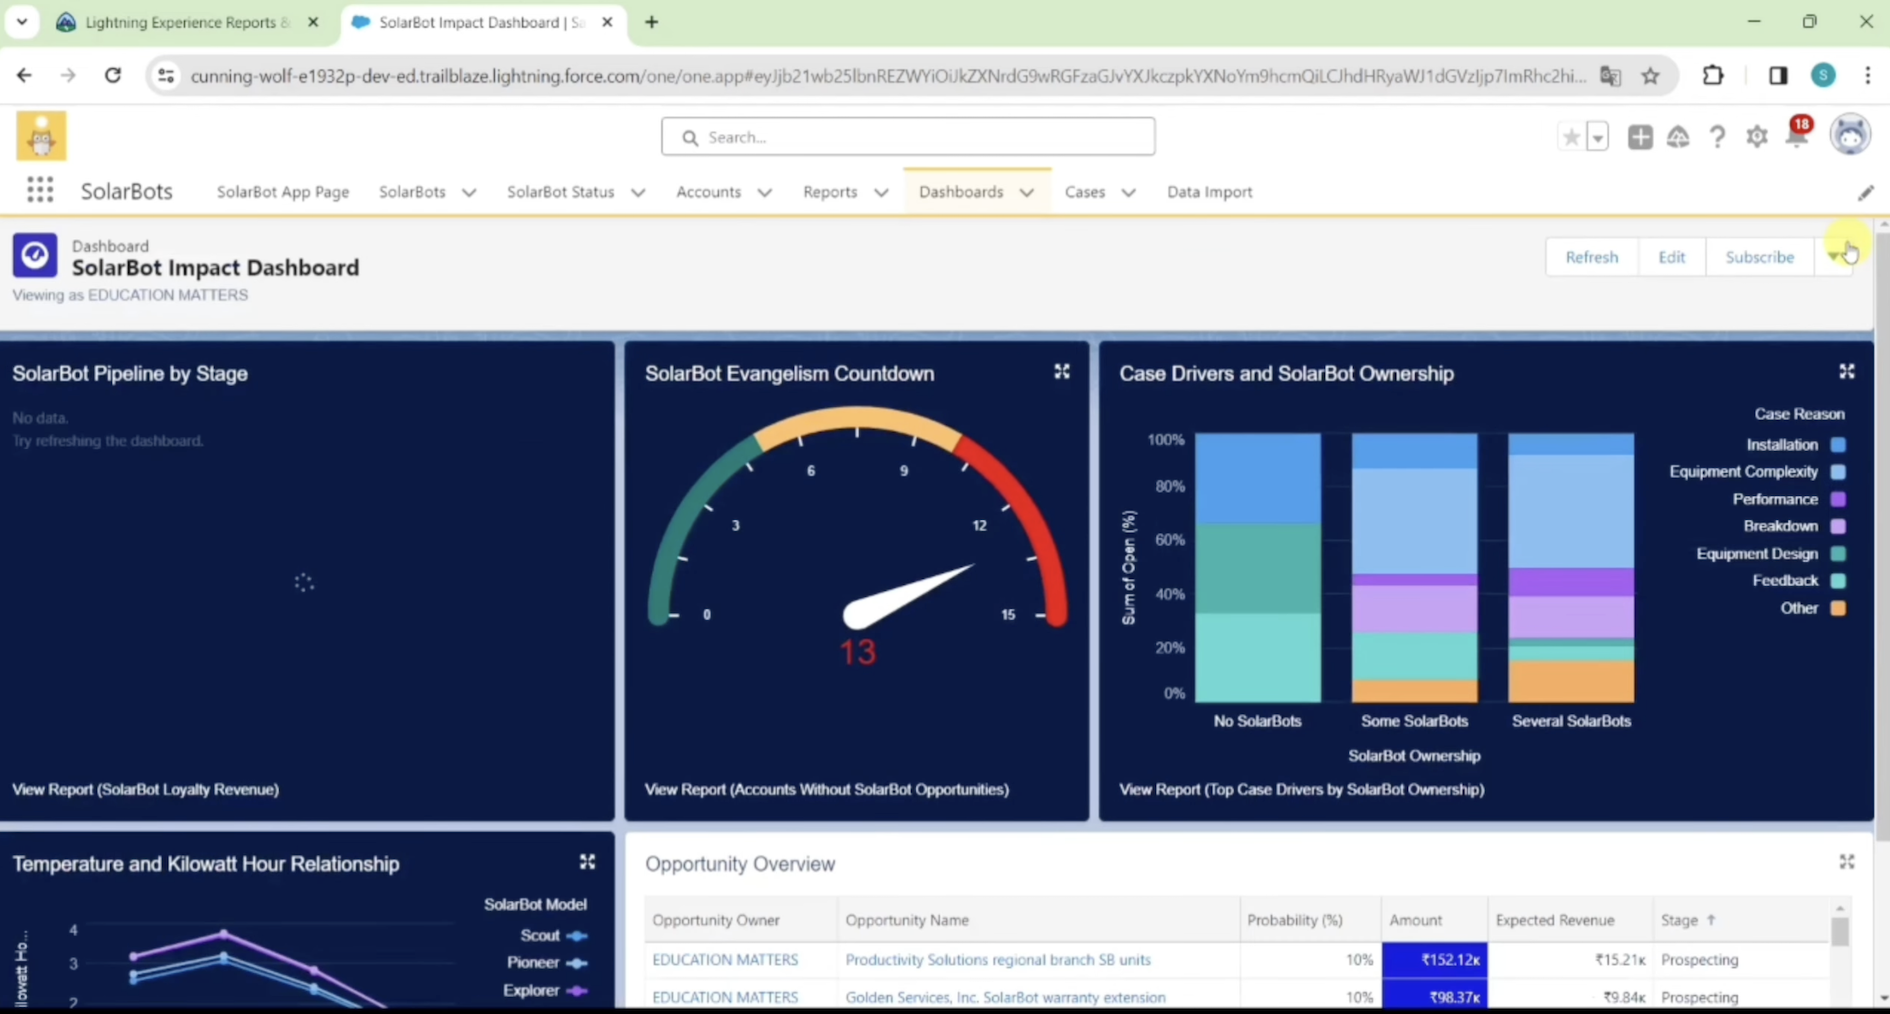 Lightning Experience Reports &
SolarBot Impact Dashboard | Sa
cunning-wolf-e1932p-dev-ed.trailblaze.lightning.force.com/one/one.app#eyJjb21wb25lbnREZWYiOiJkZXNrdG9wRGFzaGJvYXJkczpkYXNoYm9hcmQiLCJhdHRyaWJ1dGVzIjp7ImRhc2hi...
S
Search...
18
SolarBots
SolarBot App Page
SolarBots
SolarBot Status
Accounts
Reports
Dashboards
Cases
Data Import
Dashboard
SolarBot Impact Dashboard
Viewing as EDUCATION MATTERS
Refresh
Edit
Subscribe
SolarBot Pipeline by Stage
No data.
Try refreshing the dashboard.
View Report (SolarBot Loyalty Revenue)
SolarBot Evangelism Countdown
0
3
6
9
12
15
13
View Report (Accounts Without SolarBot Opportunities)
Case Drivers and SolarBot Ownership
Case Reason
Installation
Equipment Complexity
Performance
Breakdown
Equipment Design
Feedback
Other
Sum of Open (%)
100%
80%
60%
40%
20%
0%
No SolarBots
Some SolarBots
Several SolarBots
SolarBot Ownership
View Report (Top Case Drivers by SolarBot Ownership)
Temperature and Kilowatt Hour Relationship
SolarBot Model
Scout
Pioneer
Explorer
4
3
2
ilowatt Ho...
Opportunity Overview
Opportunity Owner Opportunity Name Probability (%) Amount Expected Revenue Stage ↑
EDUCATION MATTERS Productivity Solutions regional branch SB units 10% ₹152.12K ₹15.21K Prospecting
EDUCATION MATTERS Golden Services, Inc. SolarBot warranty extension 10% ₹98.37K ₹9.84K Prospecting